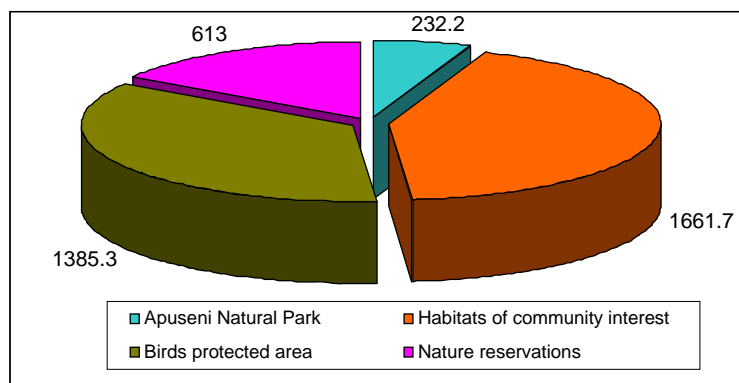 613
232.2
1385.3
1661.7
Apuseni Natural Park
Habitats of community interest
Birds protected area
Nature reservations